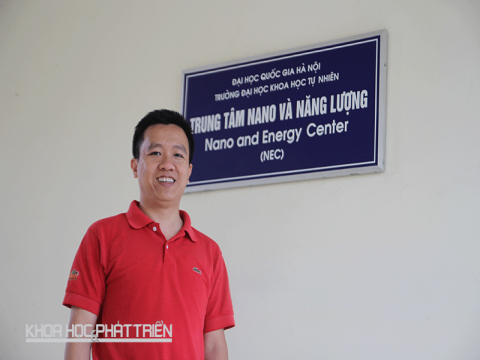 ĐẠI HỌC QUỐC GIA HÀ NỘI
TRƯỜNG ĐẠI HỌC KHOA HỌC TỰ NHIÊN
TRUNG TÂM NANO VÀ NĂNG LƯỢNG
Nano and Energy Center
(NEC)
KHOA HỌC, PHÁT TRIỂN